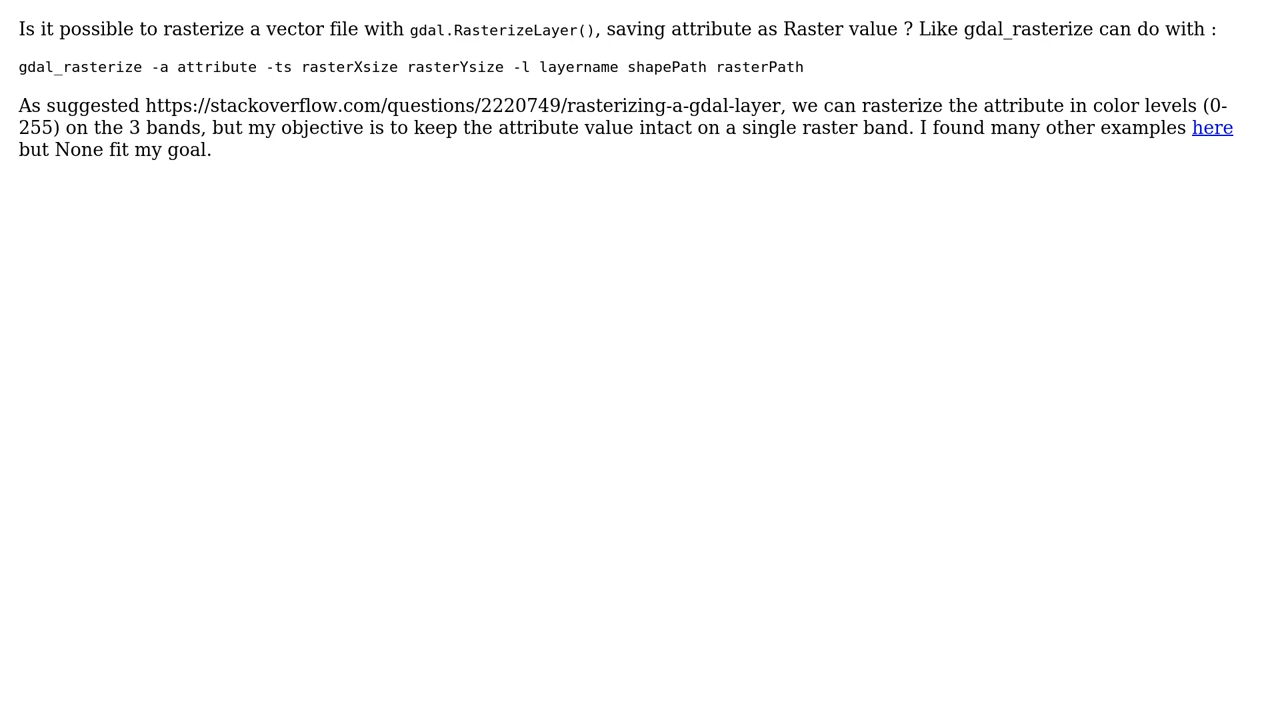 Is it possible to rasterize a vector file with gdal.RasterizeLayer(), saving attribute as Raster value ? Like gdal_rasterize can do with :
gdal_rasterize -a attribute -ts rasterXsize rasterYsize -l layername shapePath rasterPath
As suggested https://stackoverflow.com/questions/2220749/rasterizing-a-gdal-layer, we can rasterize the attribute in color levels (0-
255) on the 3 bands, but my objective is to keep the attribute value intact on a single raster band. I found many other examples here
but None fit my goal.